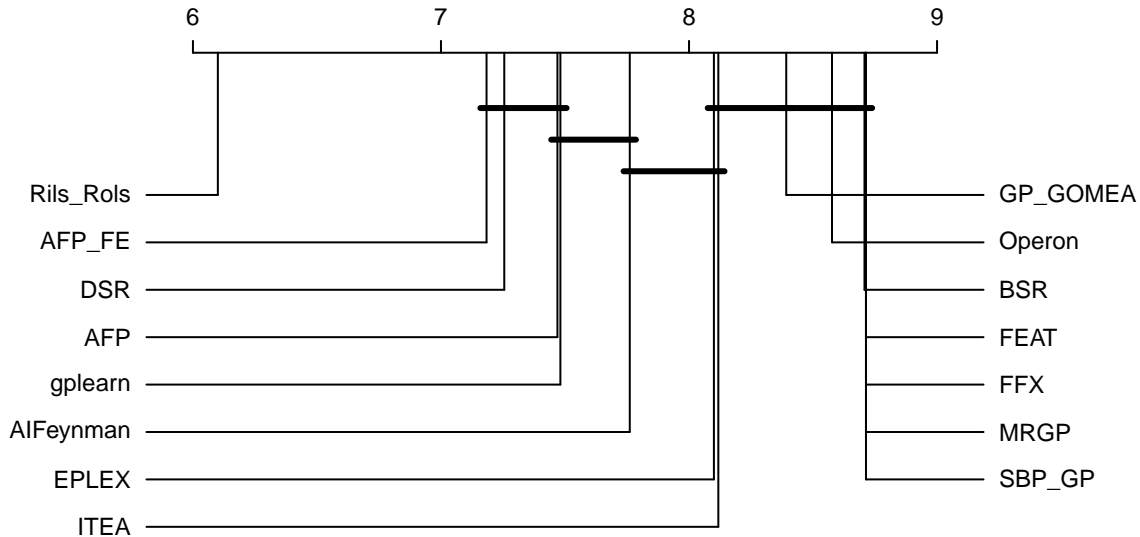 6 7 8 9
Rils_Rols
AFP_FE
DSR
AFP
gplearn
AIFeynman
EPLEX
ITEA
GP_GOMEA
Operon
BSR
FEAT
FFX
MRGP
SBP_GP